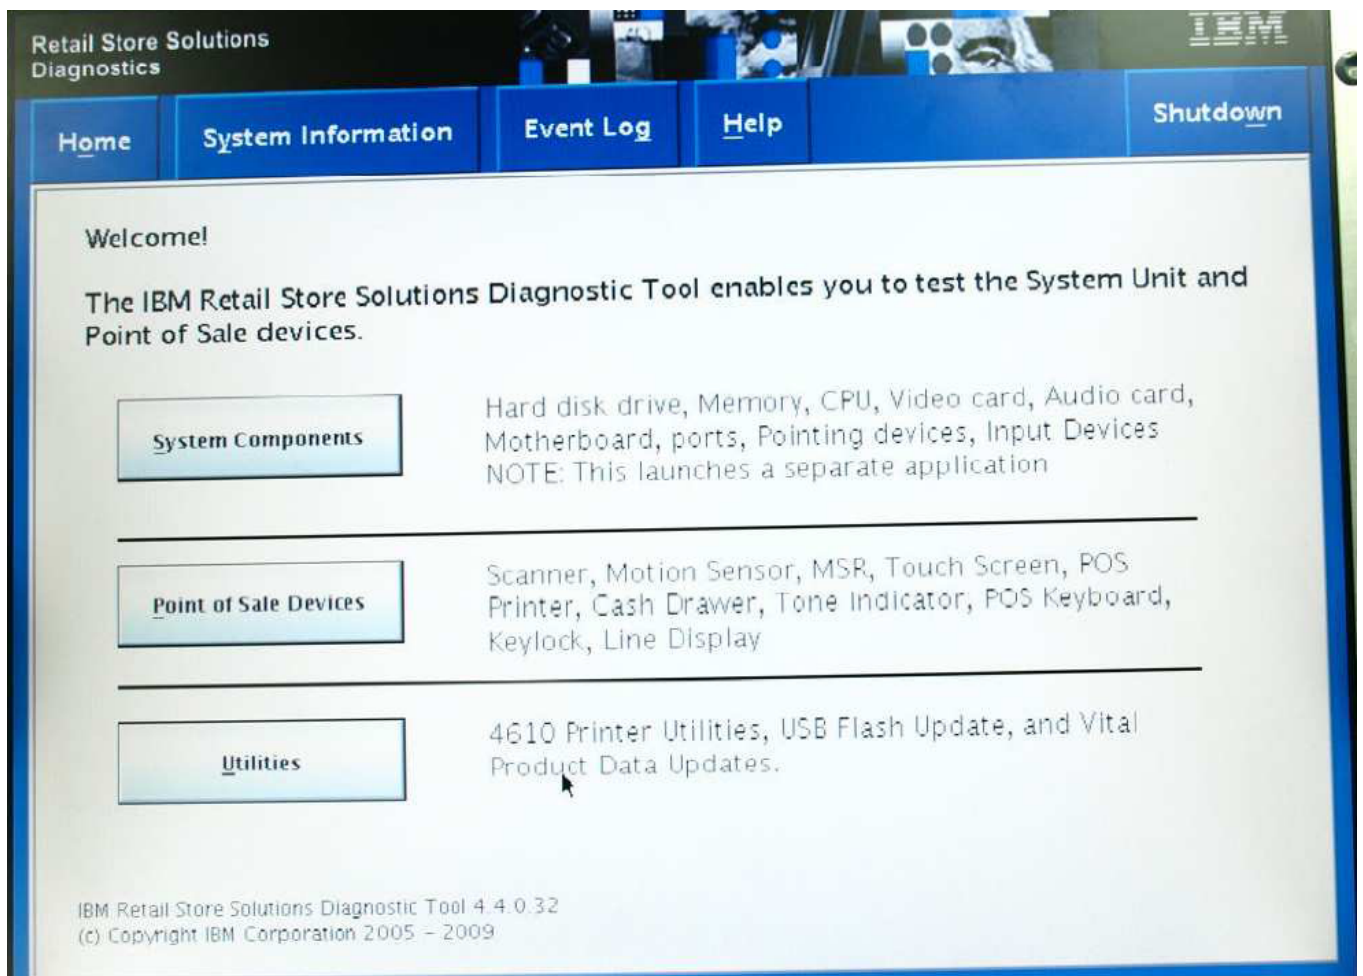 Retail Store Solutions
Diagnostics
IBM
Home
System Information
Event Log
Help
Shutdown
Welcome!
The IBM Retail Store Solutions Diagnostic Tool enables you to test the System Unit and
Point of Sale devices.
System Components
Hard disk drive, Memory, CPU, Video card, Audio card,
Motherboard, ports, Pointing devices, Input Devices
NOTE: This launches a separate application
Point of Sale Devices
Scanner, Motion Sensor, MSR, Touch Screen, POS
Printer, Cash Drawer, Tone Indicator, POS Keyboard,
Keylock, Line Display
Utilities
4610 Printer Utilities, USB Flash Update, and Vital
Product Data Updates.
IBM Retail Store Solutions Diagnostic Tool 4.4.0.32
(c) Copyright IBM Corporation 2005 - 2009